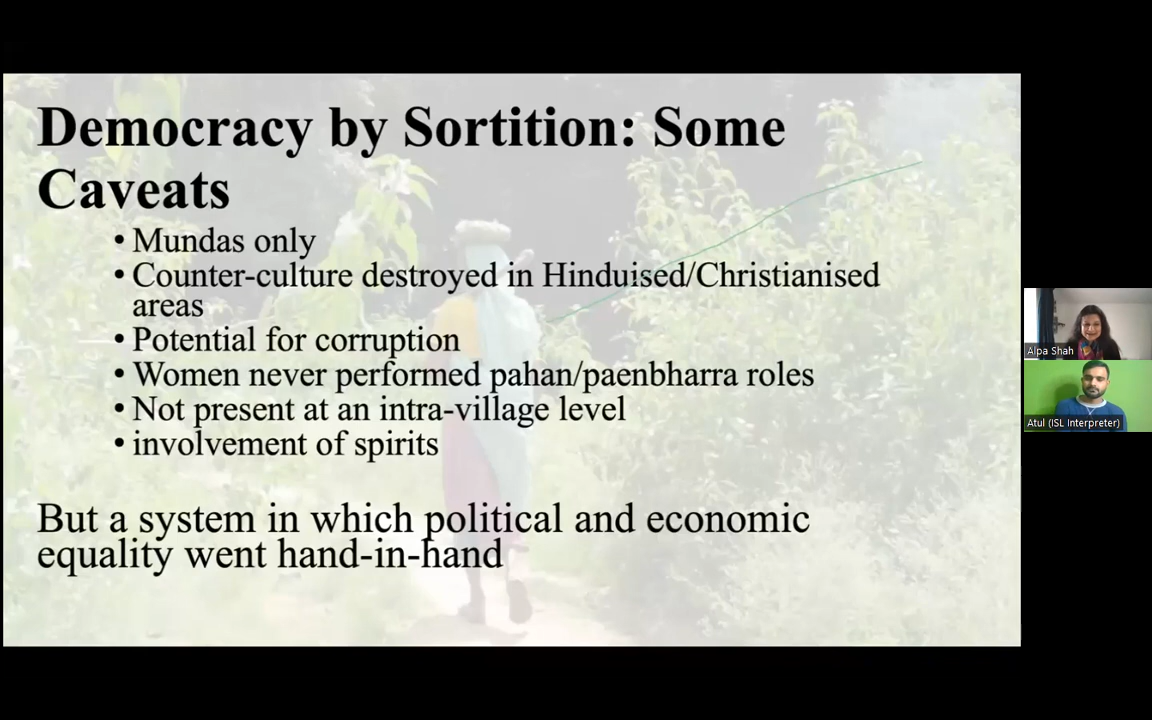 Democracy by Sortition: Some
Caveats
• Mundas only
• Counter-culture destroyed in Hinduised/Christianised
areas
• Potential for corruption
• Women never performed pahan/paenbharra roles
• Not present at an intra-village level
• involvement of spirits
But a system in which political and economic
equality went hand-in-hand
Alpa Shah
Atul (ISL Interpreter)